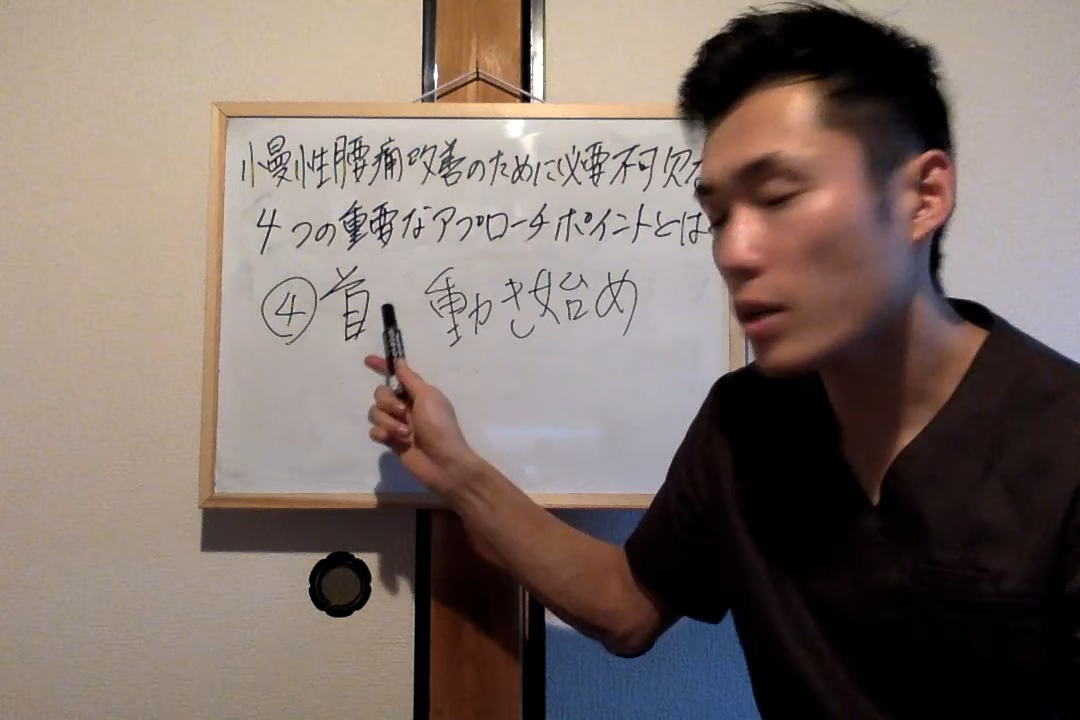 慢性腰痛改善のために必要不可欠な
4つの重要なアプローチポイントとは
④首 動き始め